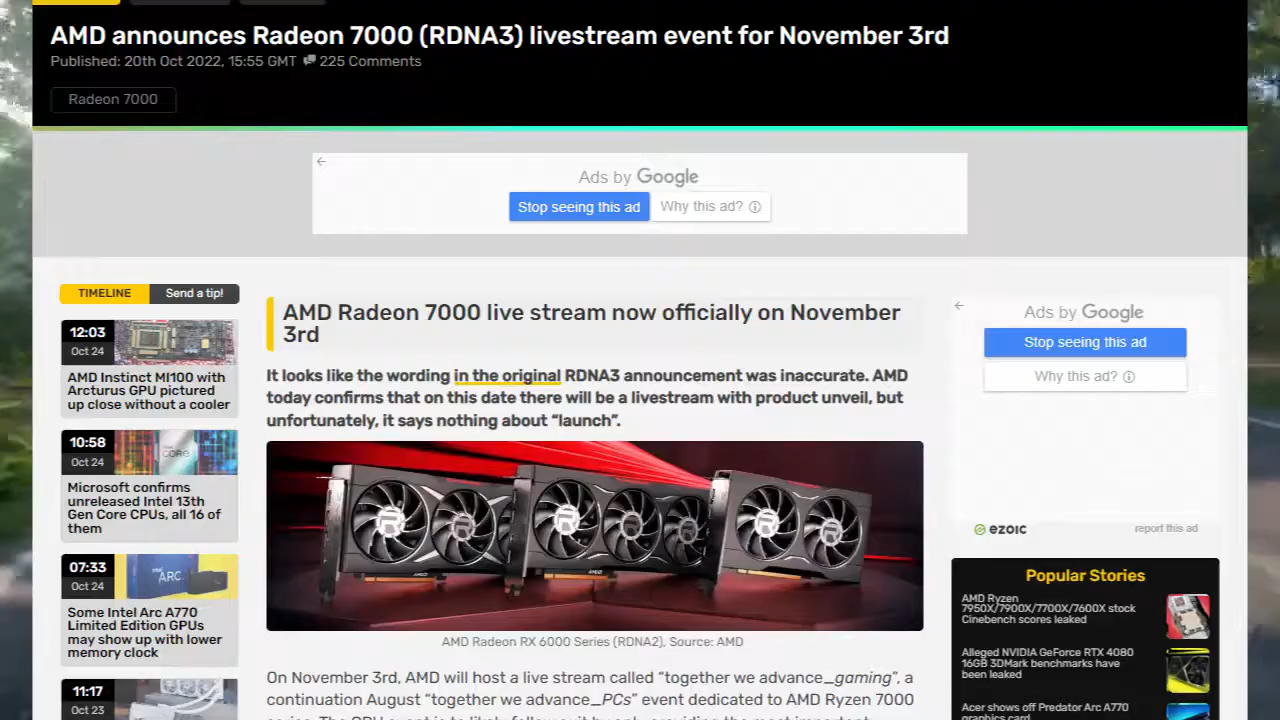 AMD announces Radeon 7000 (RDNA3) livestream event for November 3rd
Published: 20th Oct 2022, 15:55 GMT 225 Comments
Radeon 7000
Ads by Google
Stop seeing this ad
Why this ad?
TIMELINE
Send a tip!
12:03
Oct 24
AMD Instinct MI100 with
Arcturus GPU pictured
up close without a cooler
10:58
Oct 24
CORE
Microsoft confirms
unreleased Intel 13th
Gen Core CPUs, all 16 of
them
07:33
Oct 24
ARC
Some Intel Arc A770
Limited Edition GPUs
may show up with lower
memory clock
11:17
Oct 23
AMD Radeon 7000 live stream now officially on November
3rd
It looks like the wording in the original RDNA3 announcement was inaccurate. AMD
today confirms that on this date there will be a livestream with product unveil, but
unfortunately, it says nothing about “launch”.
AMD Radeon RX 6000 Series (RDNA2), Source: AMD
On November 3rd, AMD will host a live stream called “together we advance_gaming”, a
continuation August “together we advance_PCs” event dedicated to AMD Ryzen 7000
Ads by Google
Stop seeing this ad
Why this ad?
ezoic
report this ad
Popular Stories
AMD Ryzen
7950X/7900X/7700X/7600X stock
Cinebench scores leaked
Alleged NVIDIA GeForce RTX 4080
16GB 3DMark benchmarks have
been leaked
Acer shows off Predator Arc A770
graphics card